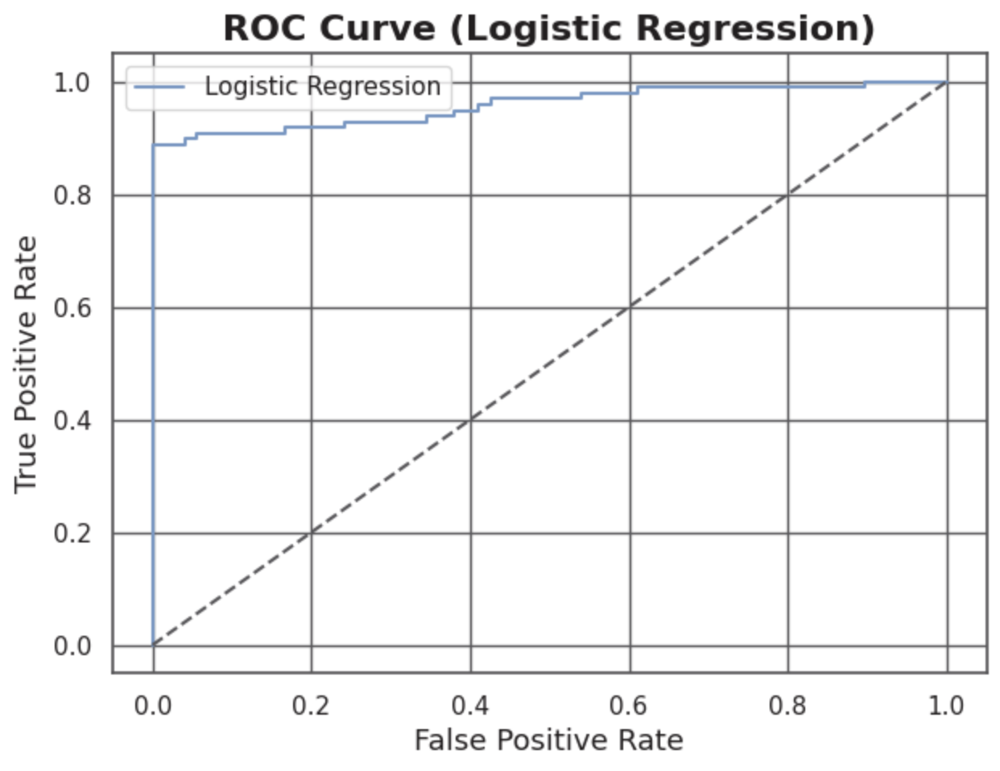 ROC Curve (Logistic Regression)
Logistic Regression
True Positive Rate
1.0
0.8
0.6
0.4
0.2
0.0
0.0 0.2 0.4 0.6 0.8 1.0
False Positive Rate